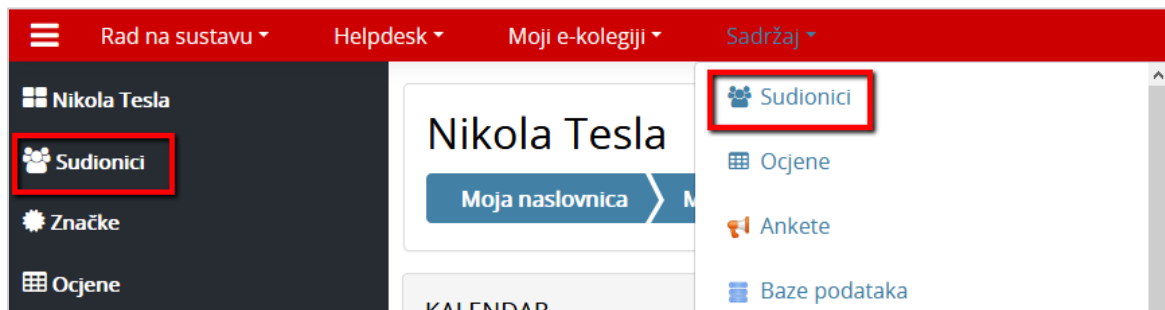 Rad na sustavu Helpdesk Moji e-kolegiji Sadržaj
Nikola Tesla
Sudionici
Značke
Ocjene
Nikola Tesla
Moja naslovnica M
KALENDAR
Sudionici
Ocjene
Ankete
Baze podataka